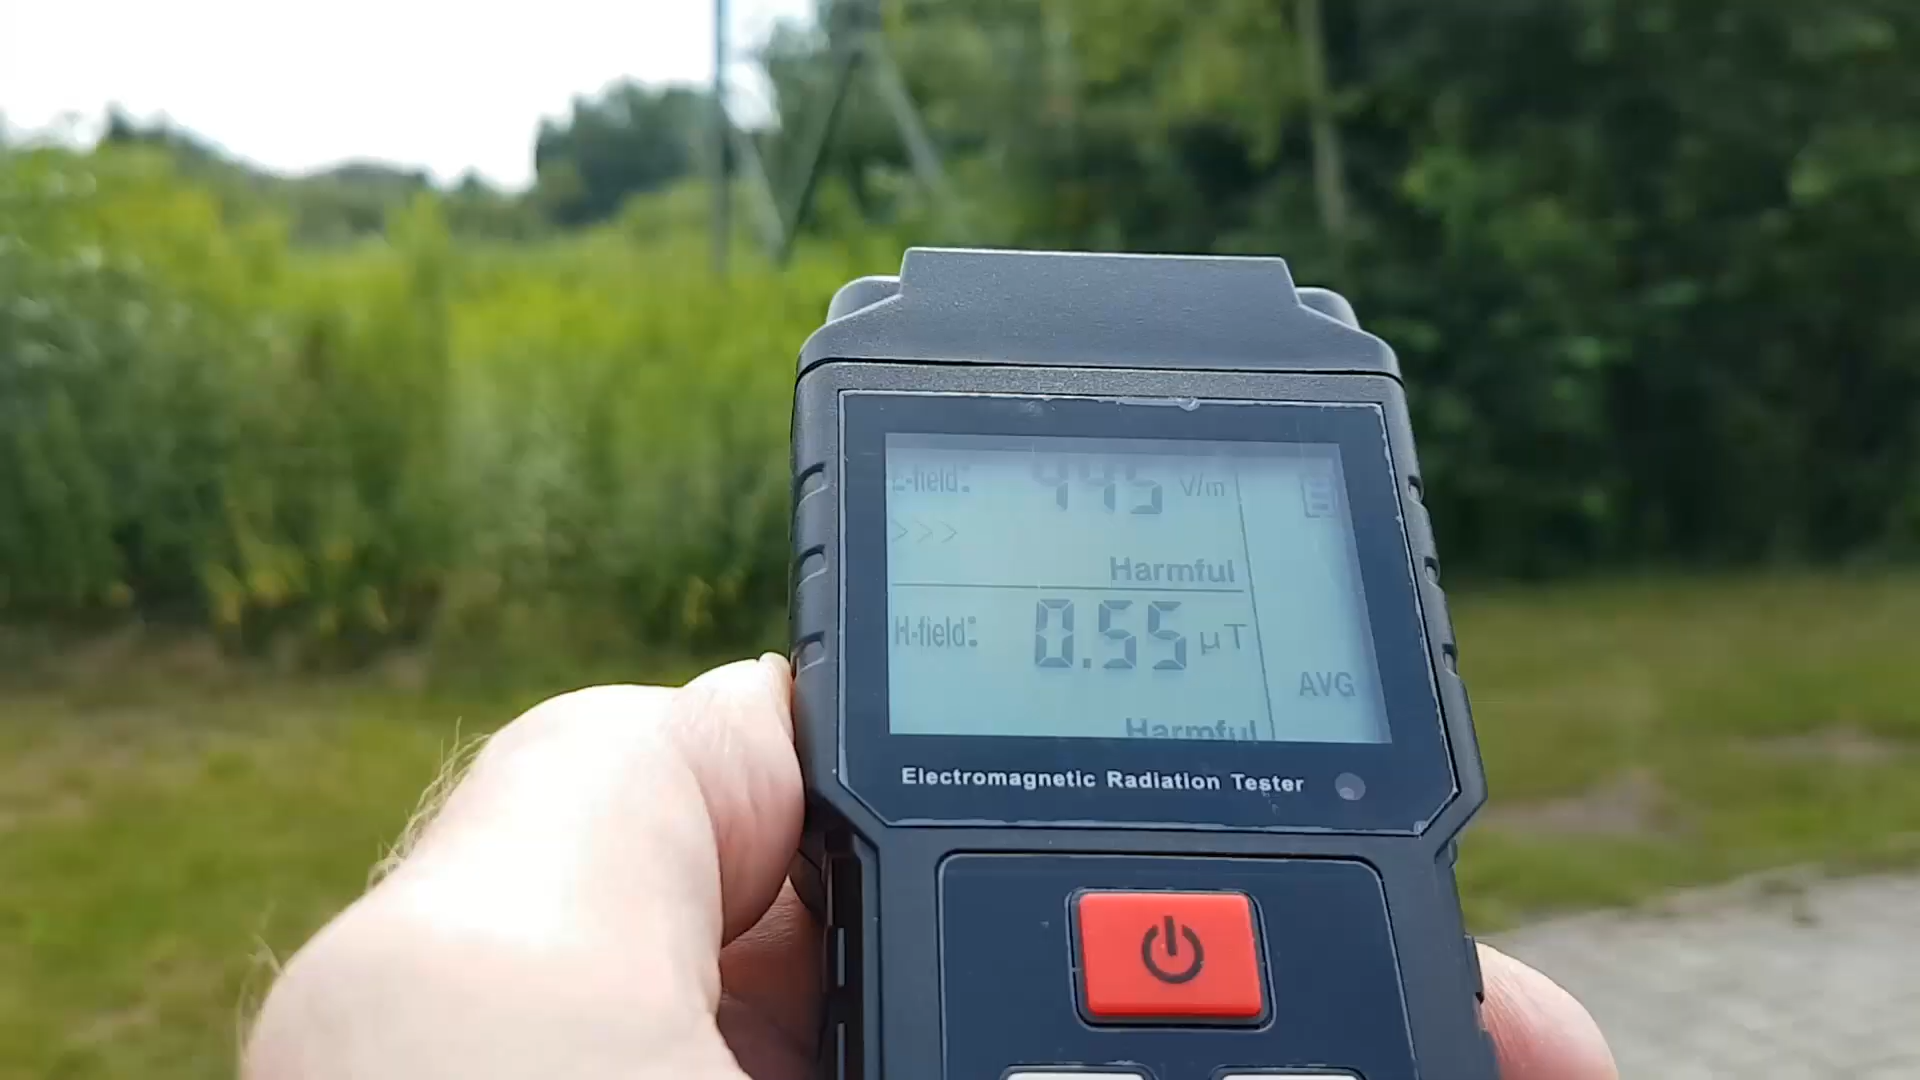 E-field: 445 V/m
>>>
Harmful
H-field: 0.55 µT
AVG
Harmful
Electromagnetic Radiation Tester